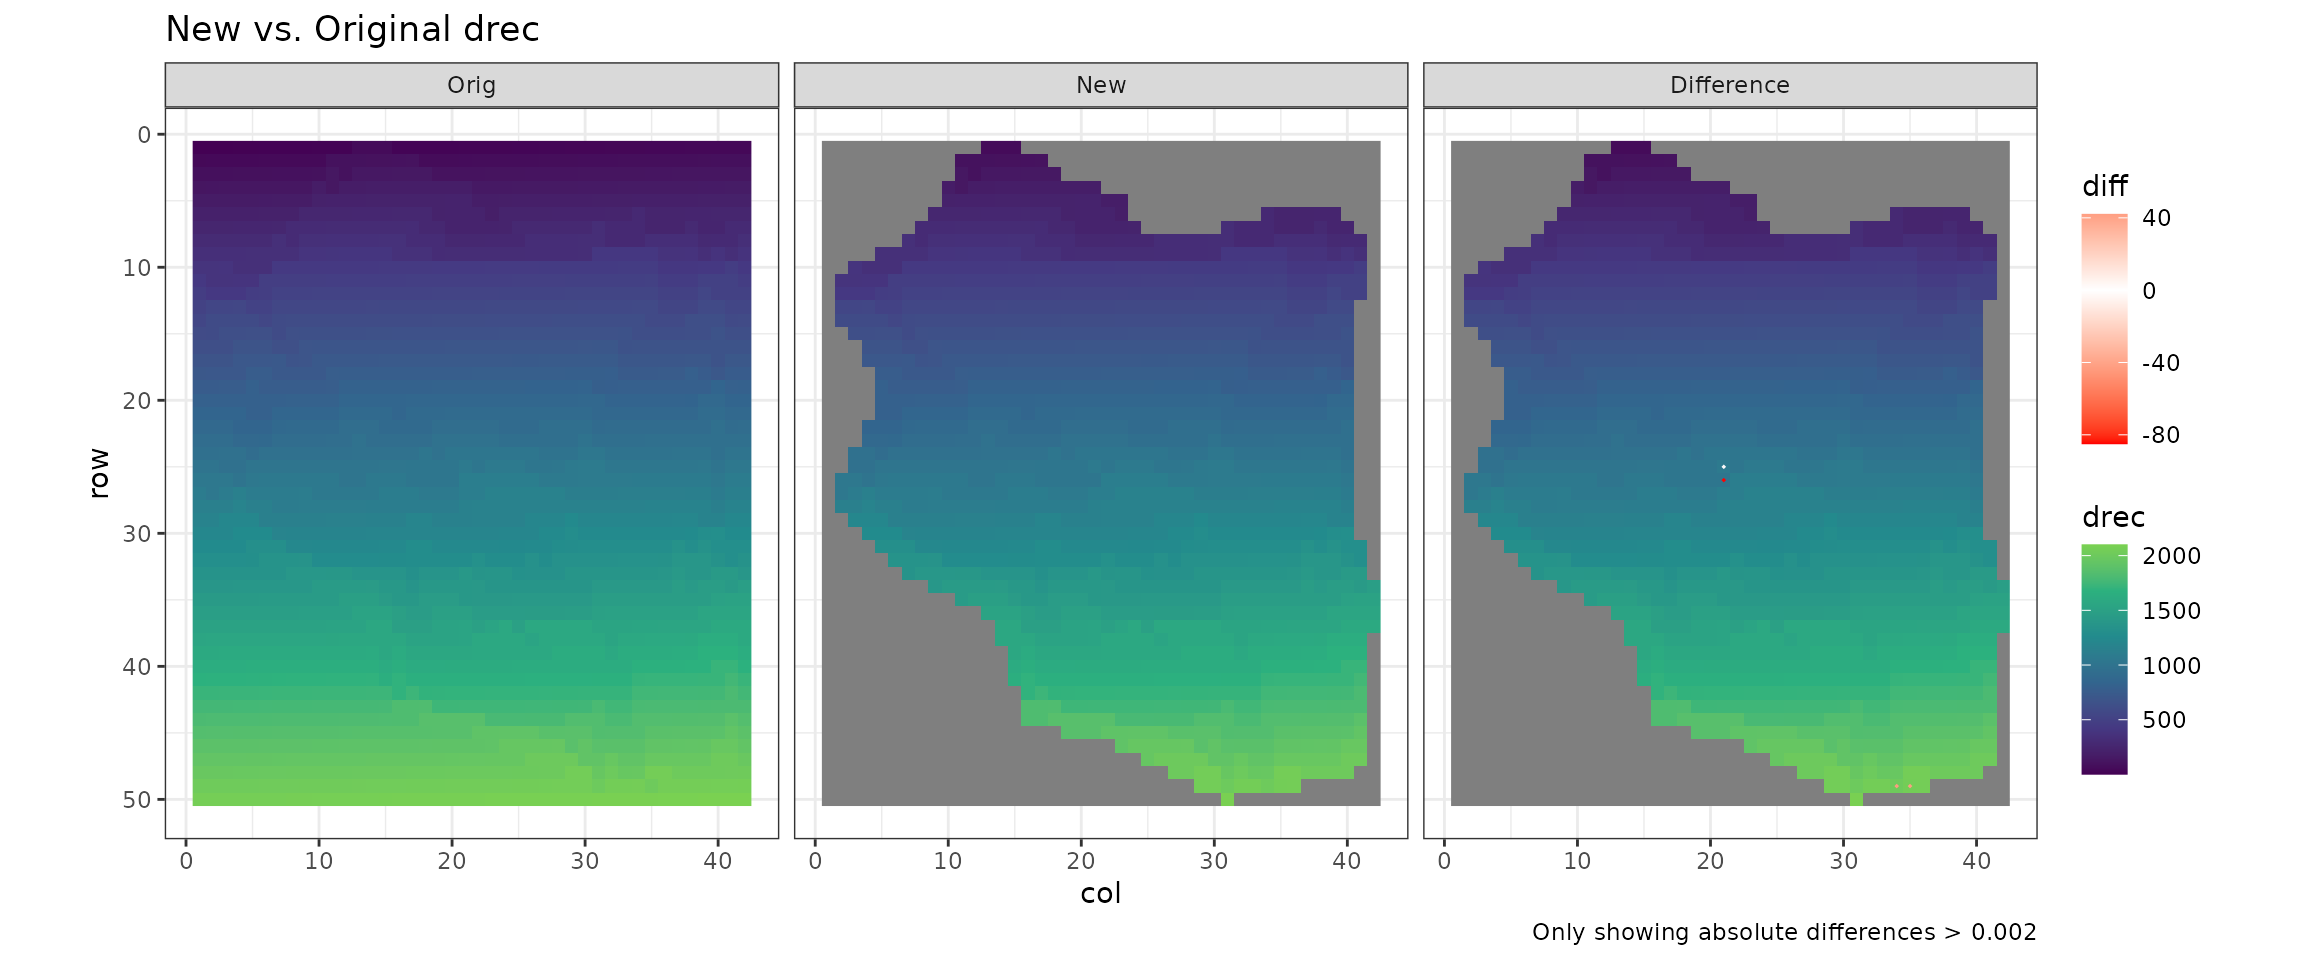 New vs. Original drec
Orig
New
Difference
row
0
10
20
30
40
50
0 10 20 30 40
0 10 20 30 40
0 10 20 30 40
col
diff
40
0
-40
-80
drec
2000
1500
1000
500
Only showing absolute differences > 0.002